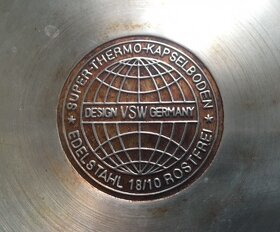 * SUPER-THERMO-KAPSELBODEN *
DESIGN VSW GERMANY
EDELSTAHL 18/10 ROSTFREI